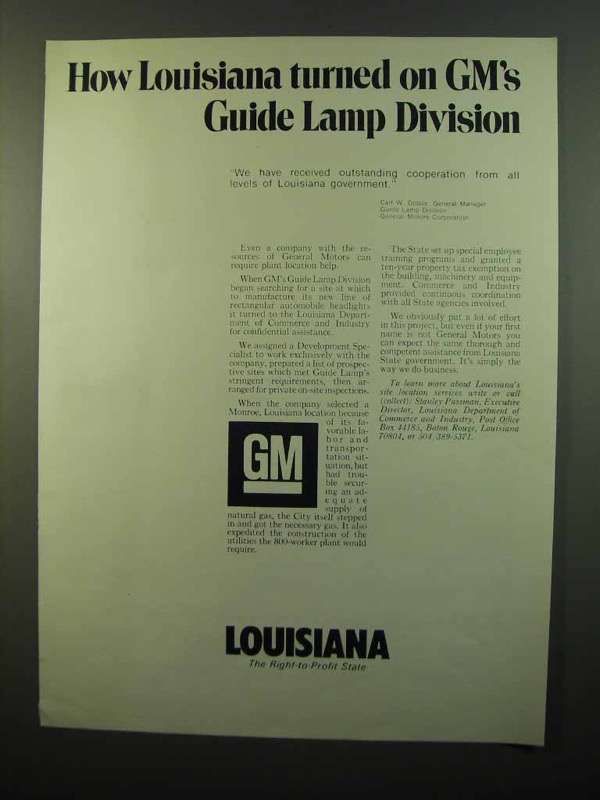 How Louisiana turned on GM's
Guide Lamp Division
"We have received outstanding cooperation from all
levels of Louisiana government."
Carl W. General Manager
Guide Lamp Division
General Motors Corporation
Even a company with the re-
sources of General Motors can
require plant location help.
When GM's Guide Lamp Division
began searching for a site at which
to manufacture its new line of
rectangular automobile headlights
it turned to the Louisiana Depart-
ment of Commerce and Industry
for confidential assistance.
We assigned a Development Spe-
cialist to work exclusively with the
company, prepared a list of prospec-
tive sites which met Guide Lamp's
stringent requirements, then ar-
ranged for private on-site inspections.
When the company selected a
Monroe, Louisiana location because
of its fa-
vorable la-
bor and
transpor-
tation sit-
uation, but
had trou-
ble secur-
ing an ad-
equate
supply of
natural gas, the City itself stepped
in and got the necessary gas. It also
expedited the construction of the
utilities the 800-worker plant would
require.
GM
The State set up special employee
training programs and granted a
ten-year property tax exemption on
the building, machinery and equip-
ment. Commerce and Industry
provided continuous coordination
with all State agencies involved.
We obviously put a lot of effort
in this project, but even if your first
name is not General Motors you
can expect the same thorough and
competent assistance from Louisiana
State government. It's simply the
way we do business.
To learn more about Louisiana's
site location services write or call
(collect): Stanley Passman, Executive
Director, Louisiana Department of
Commerce and Industry, Post Office
Box 44185, Baton Rouge, Louisiana
70804, or 504/389-5371.
LOUISIANA
The Right-to-Profit State